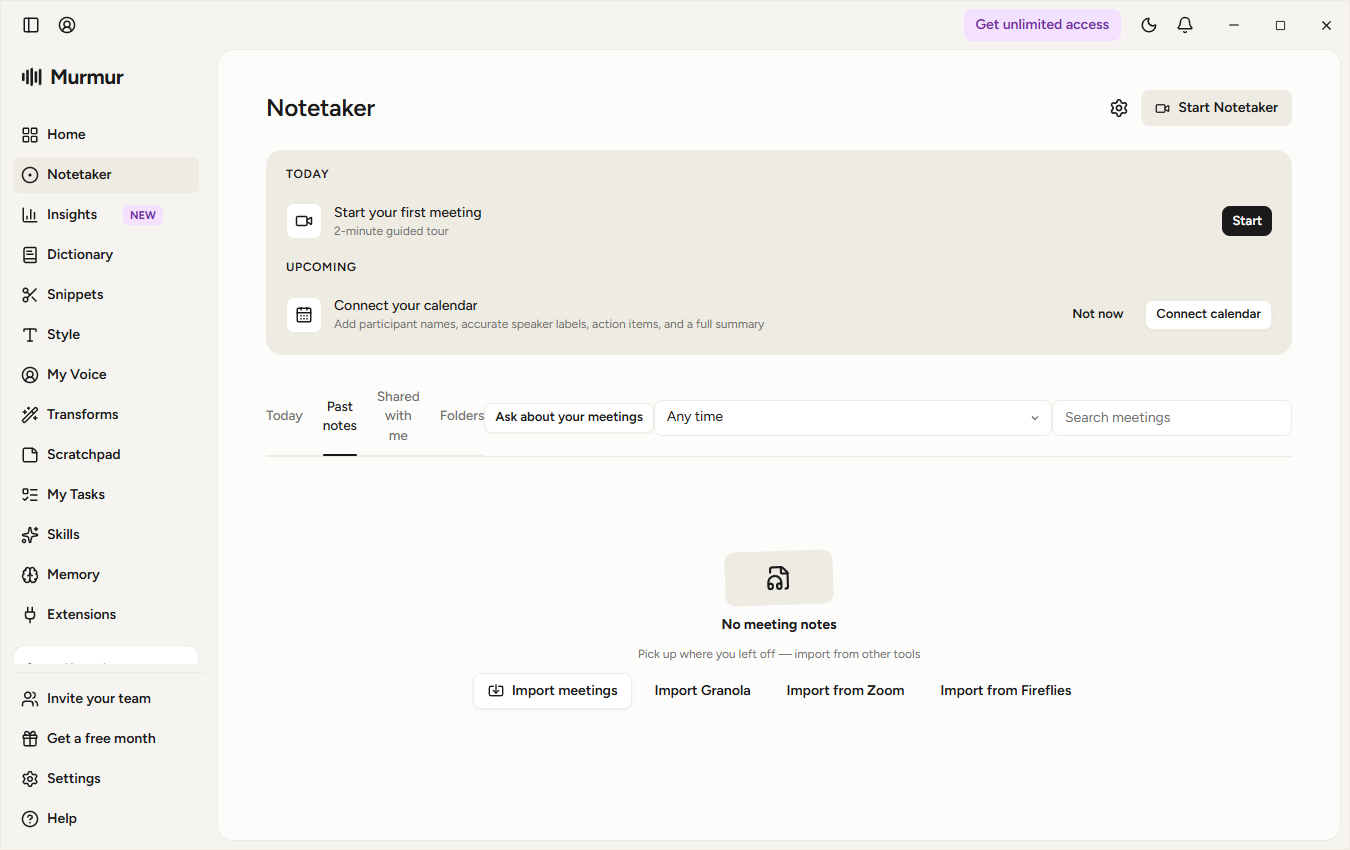 Get unlimited access
Murmur
Home
Notetaker
Insights NEW
Dictionary
Snippets
Style
My Voice
Transforms
Scratchpad
My Tasks
Skills
Memory
Extensions
Invite your team
Get a free month
Settings
Help
Notetaker
Start Notetaker
TODAY
Start your first meeting
2-minute guided tour
Start
UPCOMING
Connect your calendar
Add participant names, accurate speaker labels, action items, and a full summary
Not now
Connect calendar
Today
Past
notes
Shared
with
me
Folders
Ask about your meetings
Any time
Search meetings
No meeting notes
Pick up where you left off — import from other tools
Import meetings
Import Granola
Import from Zoom
Import from Fireflies